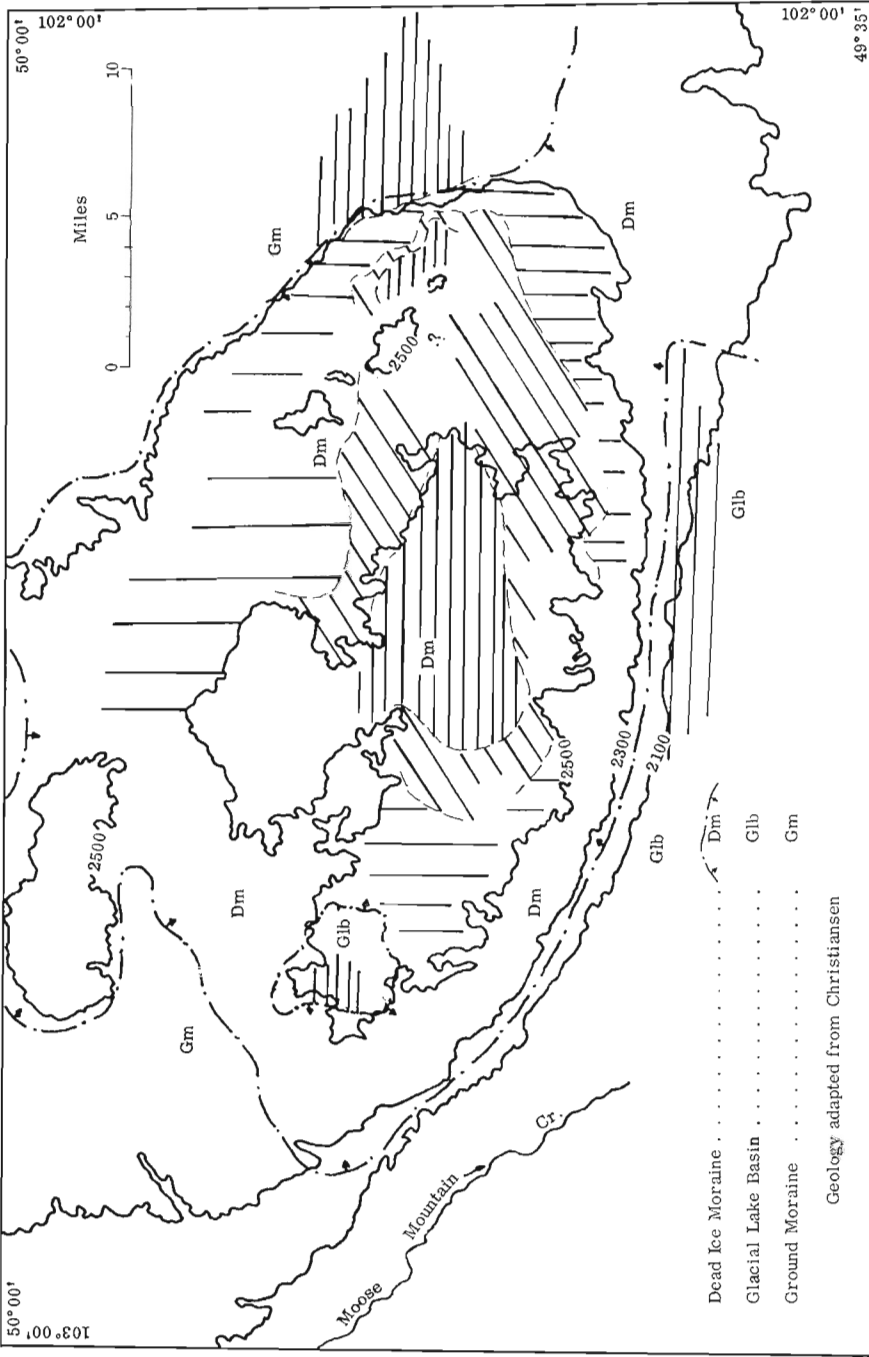 50°00'
102°00'
Miles
0
5
10
Gm
Dm
2500
?
Dm
Glb
Dm
2500
Dm
Glb
Gm
Dm
2500
2300
2100
Glb
Dm
102°00'
49°35'
50°00'
103°00'
Moose Mountain Cr.
Dead Ice Moraine . . . . . . . . . . . . . . . Dm
Glacial Lake Basin . . . . . . . . . . . . . Glb
Ground Moraine . . . . . . . . . . . . . Gm
Geology adapted from Christiansen